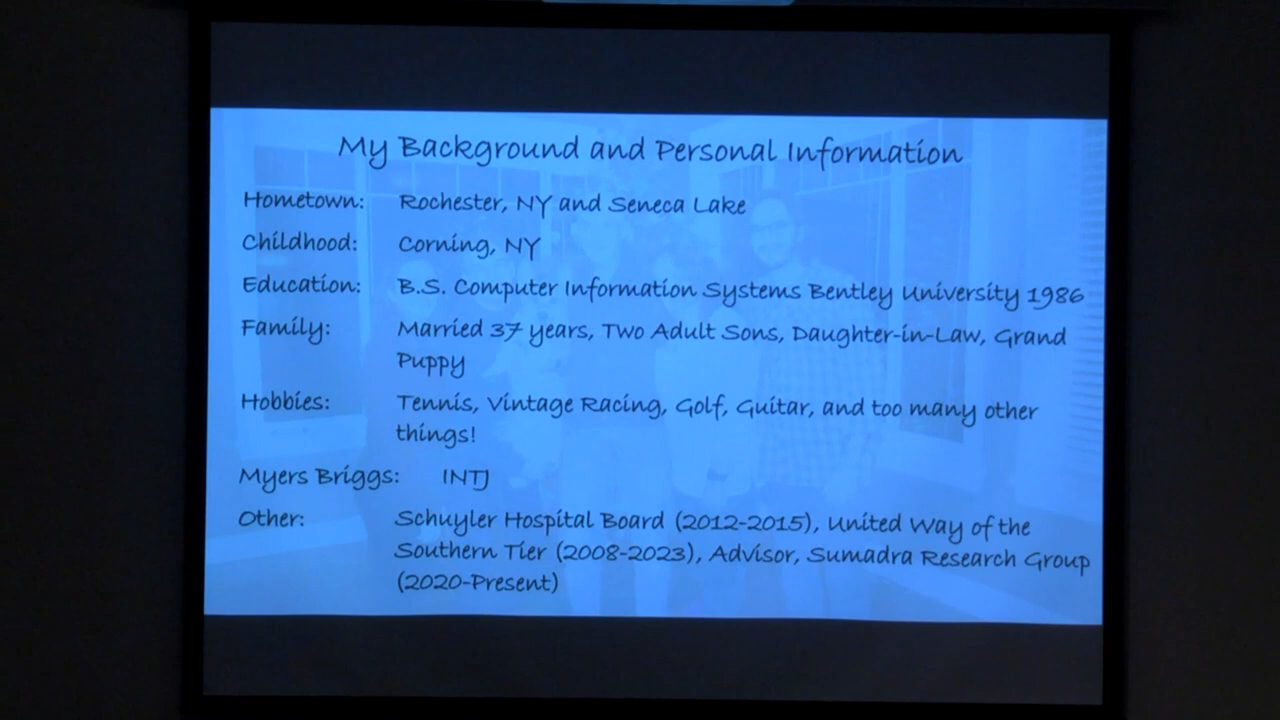 My Background and Personal Information
Hometown: Rochester, NY and Seneca Lake
Childhood: Corning, NY
Education: B.S. Computer Information Systems Bentley University 1986
Family: Married 37 years, Two Adult Sons, Daughter-in-Law, Grand
Puppy
Hobbies: Tennis, Vintage Racing, Golf, Guitar, and too many other
things!
Myers Briggs: INTJ
Other: Schuyler Hospital Board (2012-2015), United Way of the
Southern Tier (2008-2023), Advisor, Sumadra Research Group
(2020-Present)